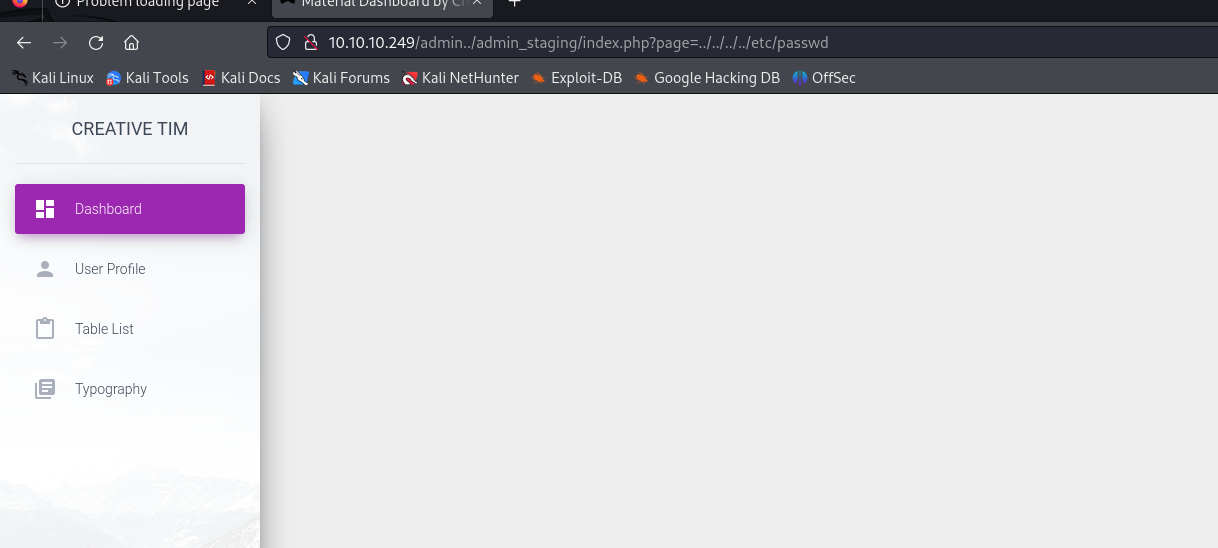 Problem loading page
Material Dashboard by Cr
10.10.10.249/admin../admin_staging/index.php?page=../../../../etc/passwd
Kali Linux Kali Tools Kali Docs Kali Forums Kali NetHunter Exploit-DB Google Hacking DB OffSec
CREATIVE TIM
Dashboard
User Profile
Table List
Typography